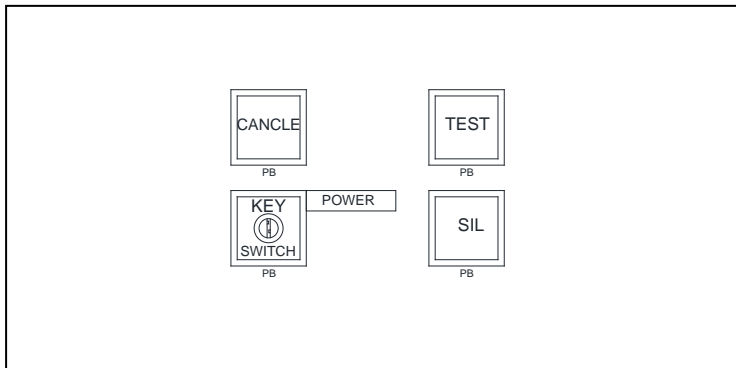 CANCLE
PB
TEST
PB
KEY
SWITCH
PB
POWER
SIL
PB